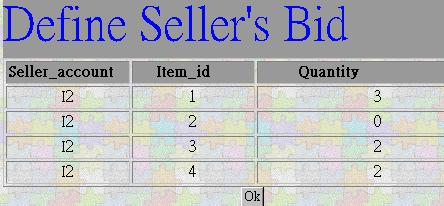 Define Seller's Bid
Seller_account Item_id Quantity
I2 1 3
I2 2 0
I2 3 2
I2 4 2
Ok